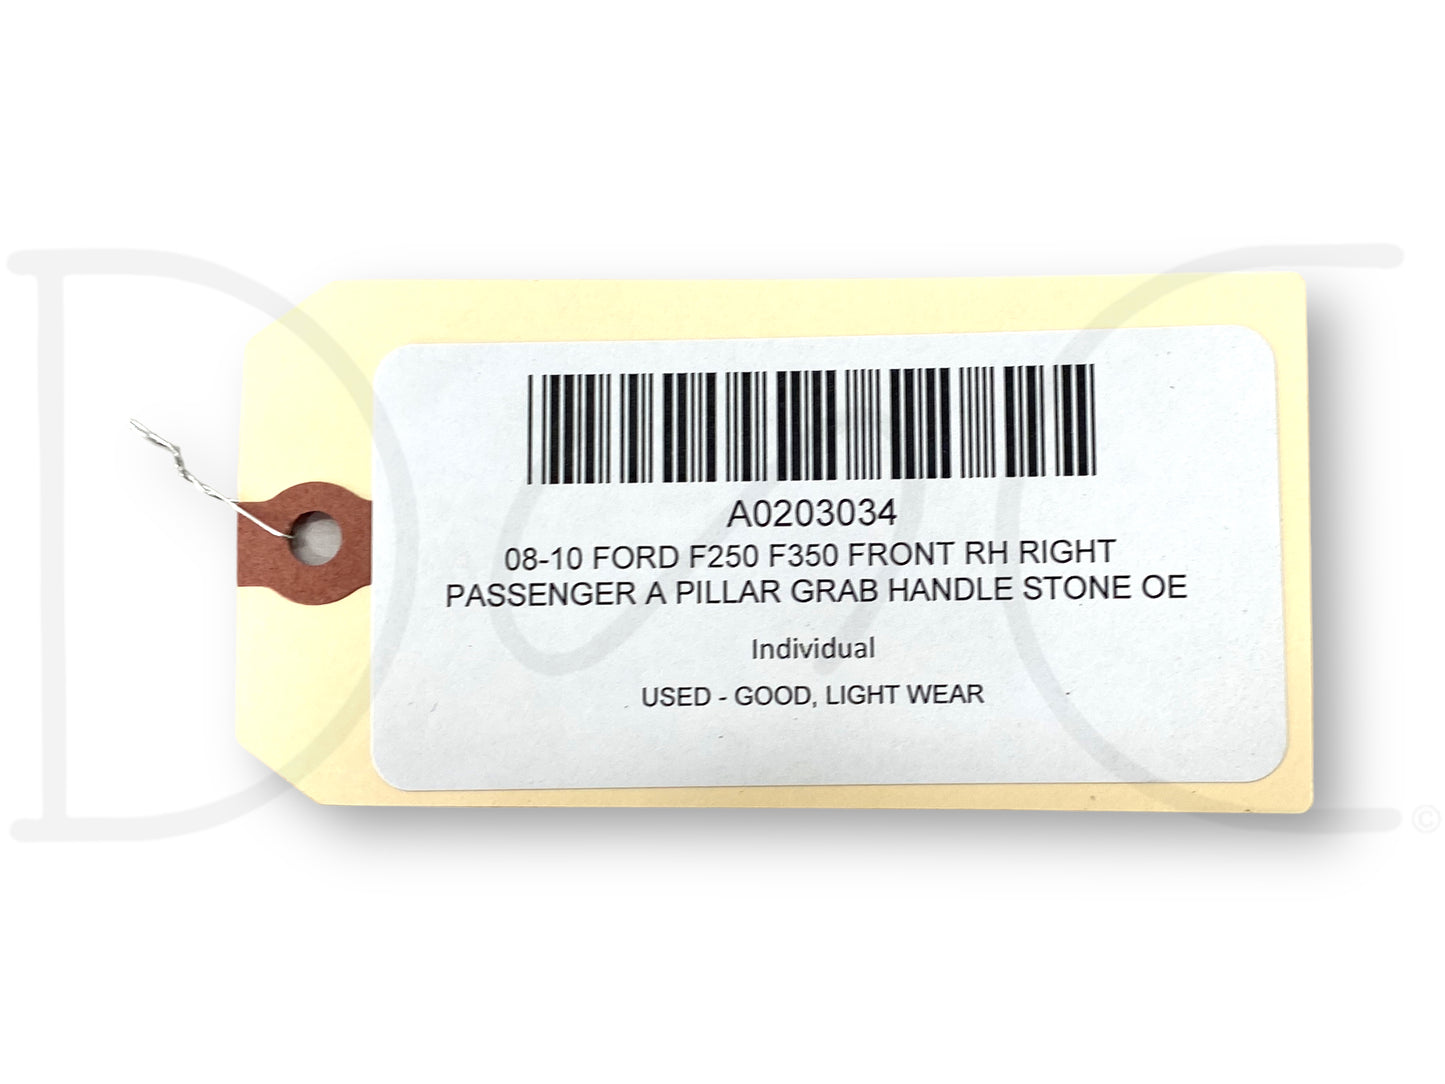 A0203034
08-10 FORD F250 F350 FRONT RH RIGHT
PASSENGER A PILLAR GRAB HANDLE STONE OE
Individual
USED - GOOD, LIGHT WEAR
©